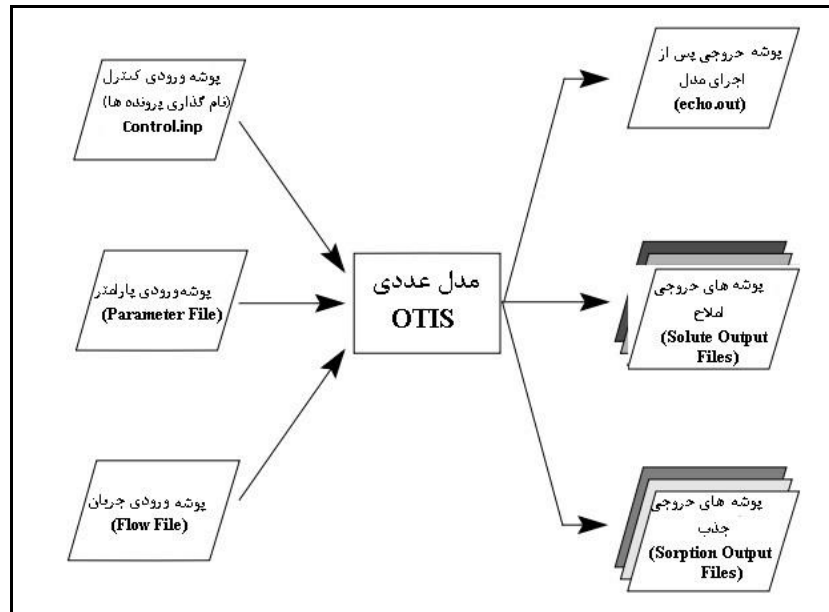 پوشه ورودی کنترل
(نام گذاری پرونده ها)
Control.inp
پوشه ورودی پارامتر
(Parameter File)
پوشه ورودی جریان
(Flow File)
مدل عددی
OTIS
پوشه خروجی پس از
اجرای مدل
(echo.out)
پوشه های خروجی
املاح
(Solute Output
Files)
پوشه های خروجی
جذب
(Sorption Output
Files)